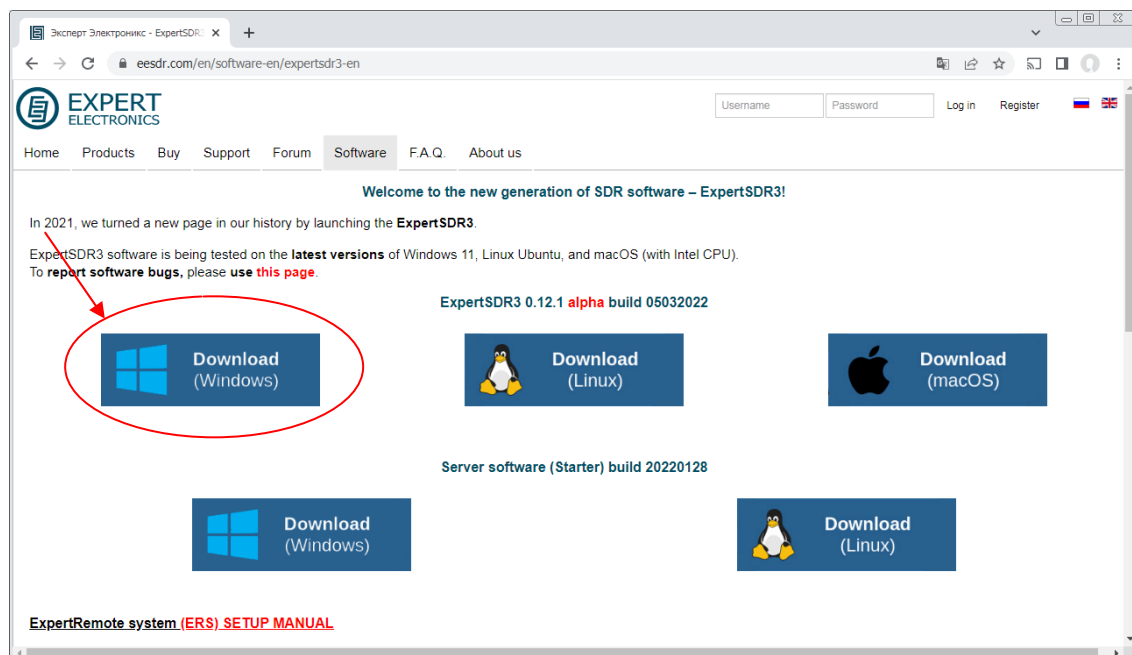 Эксперт Электроникс - ExpertSDR
eesdr.com/en/software-en/expertsdr3-en
EXPERT
ELECTRONICS
Username Password Log in Register
Home Products Buy Support Forum Software F.A.Q. About us
Welcome to the new generation of SDR software – ExpertSDR3!
In 2021, we turned a new page in our history by launching the ExpertSDR3.
ExpertSDR3 software is being tested on the latest versions of Windows 11, Linux Ubuntu, and macOS (with Intel CPU).
To report software bugs, please use this page.
ExpertSDR3 0.12.1 alpha build 05032022
Download Download Download
(Windows) (Linux) (macOS)
Server software (Starter) build 20220128
Download Download
(Windows) (Linux)
ExpertRemote system (ERS) SETUP MANUAL